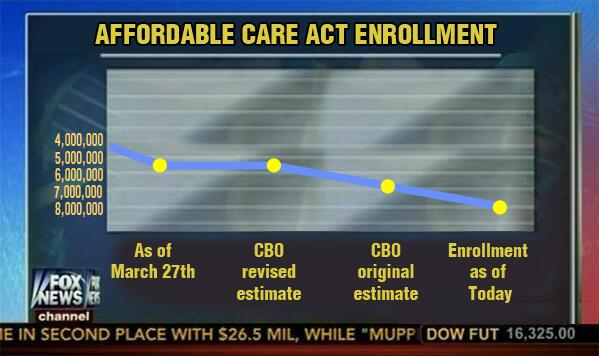 AFFORDABLE CARE ACT ENROLLMENT
4,000,000
5,000,000
6,000,000
7,000,000
8,000,000
As of
March 27th
CBO
revised
estimate
CBO
original
estimate
Enrollment
as of
Today
FOX
NEWS
channel
E IN SECOND PLACE WITH $26.5 MIL, WHILE "MUPP
DOW FUT 16,325.00